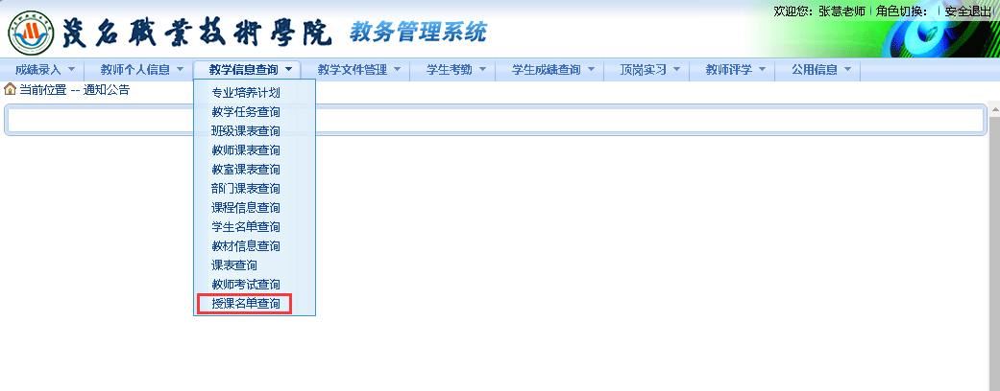 欢迎您：张慧老师 | 角色切换： | 安全退出
茂名職業技術學院 教务管理系统
成绩录入 教师个人信息 教学信息查询 教学文件管理 学生考勤 学生成绩查询 顶岗实习 教师评学 公用信息
当前位置 -- 通知公告
专业培养计划
教学任务查询
班级课表查询
教师课表查询
教室课表查询
部门课表查询
课程信息查询
学生名单查询
教材信息查询
课表查询
教师考试查询
授课名单查询